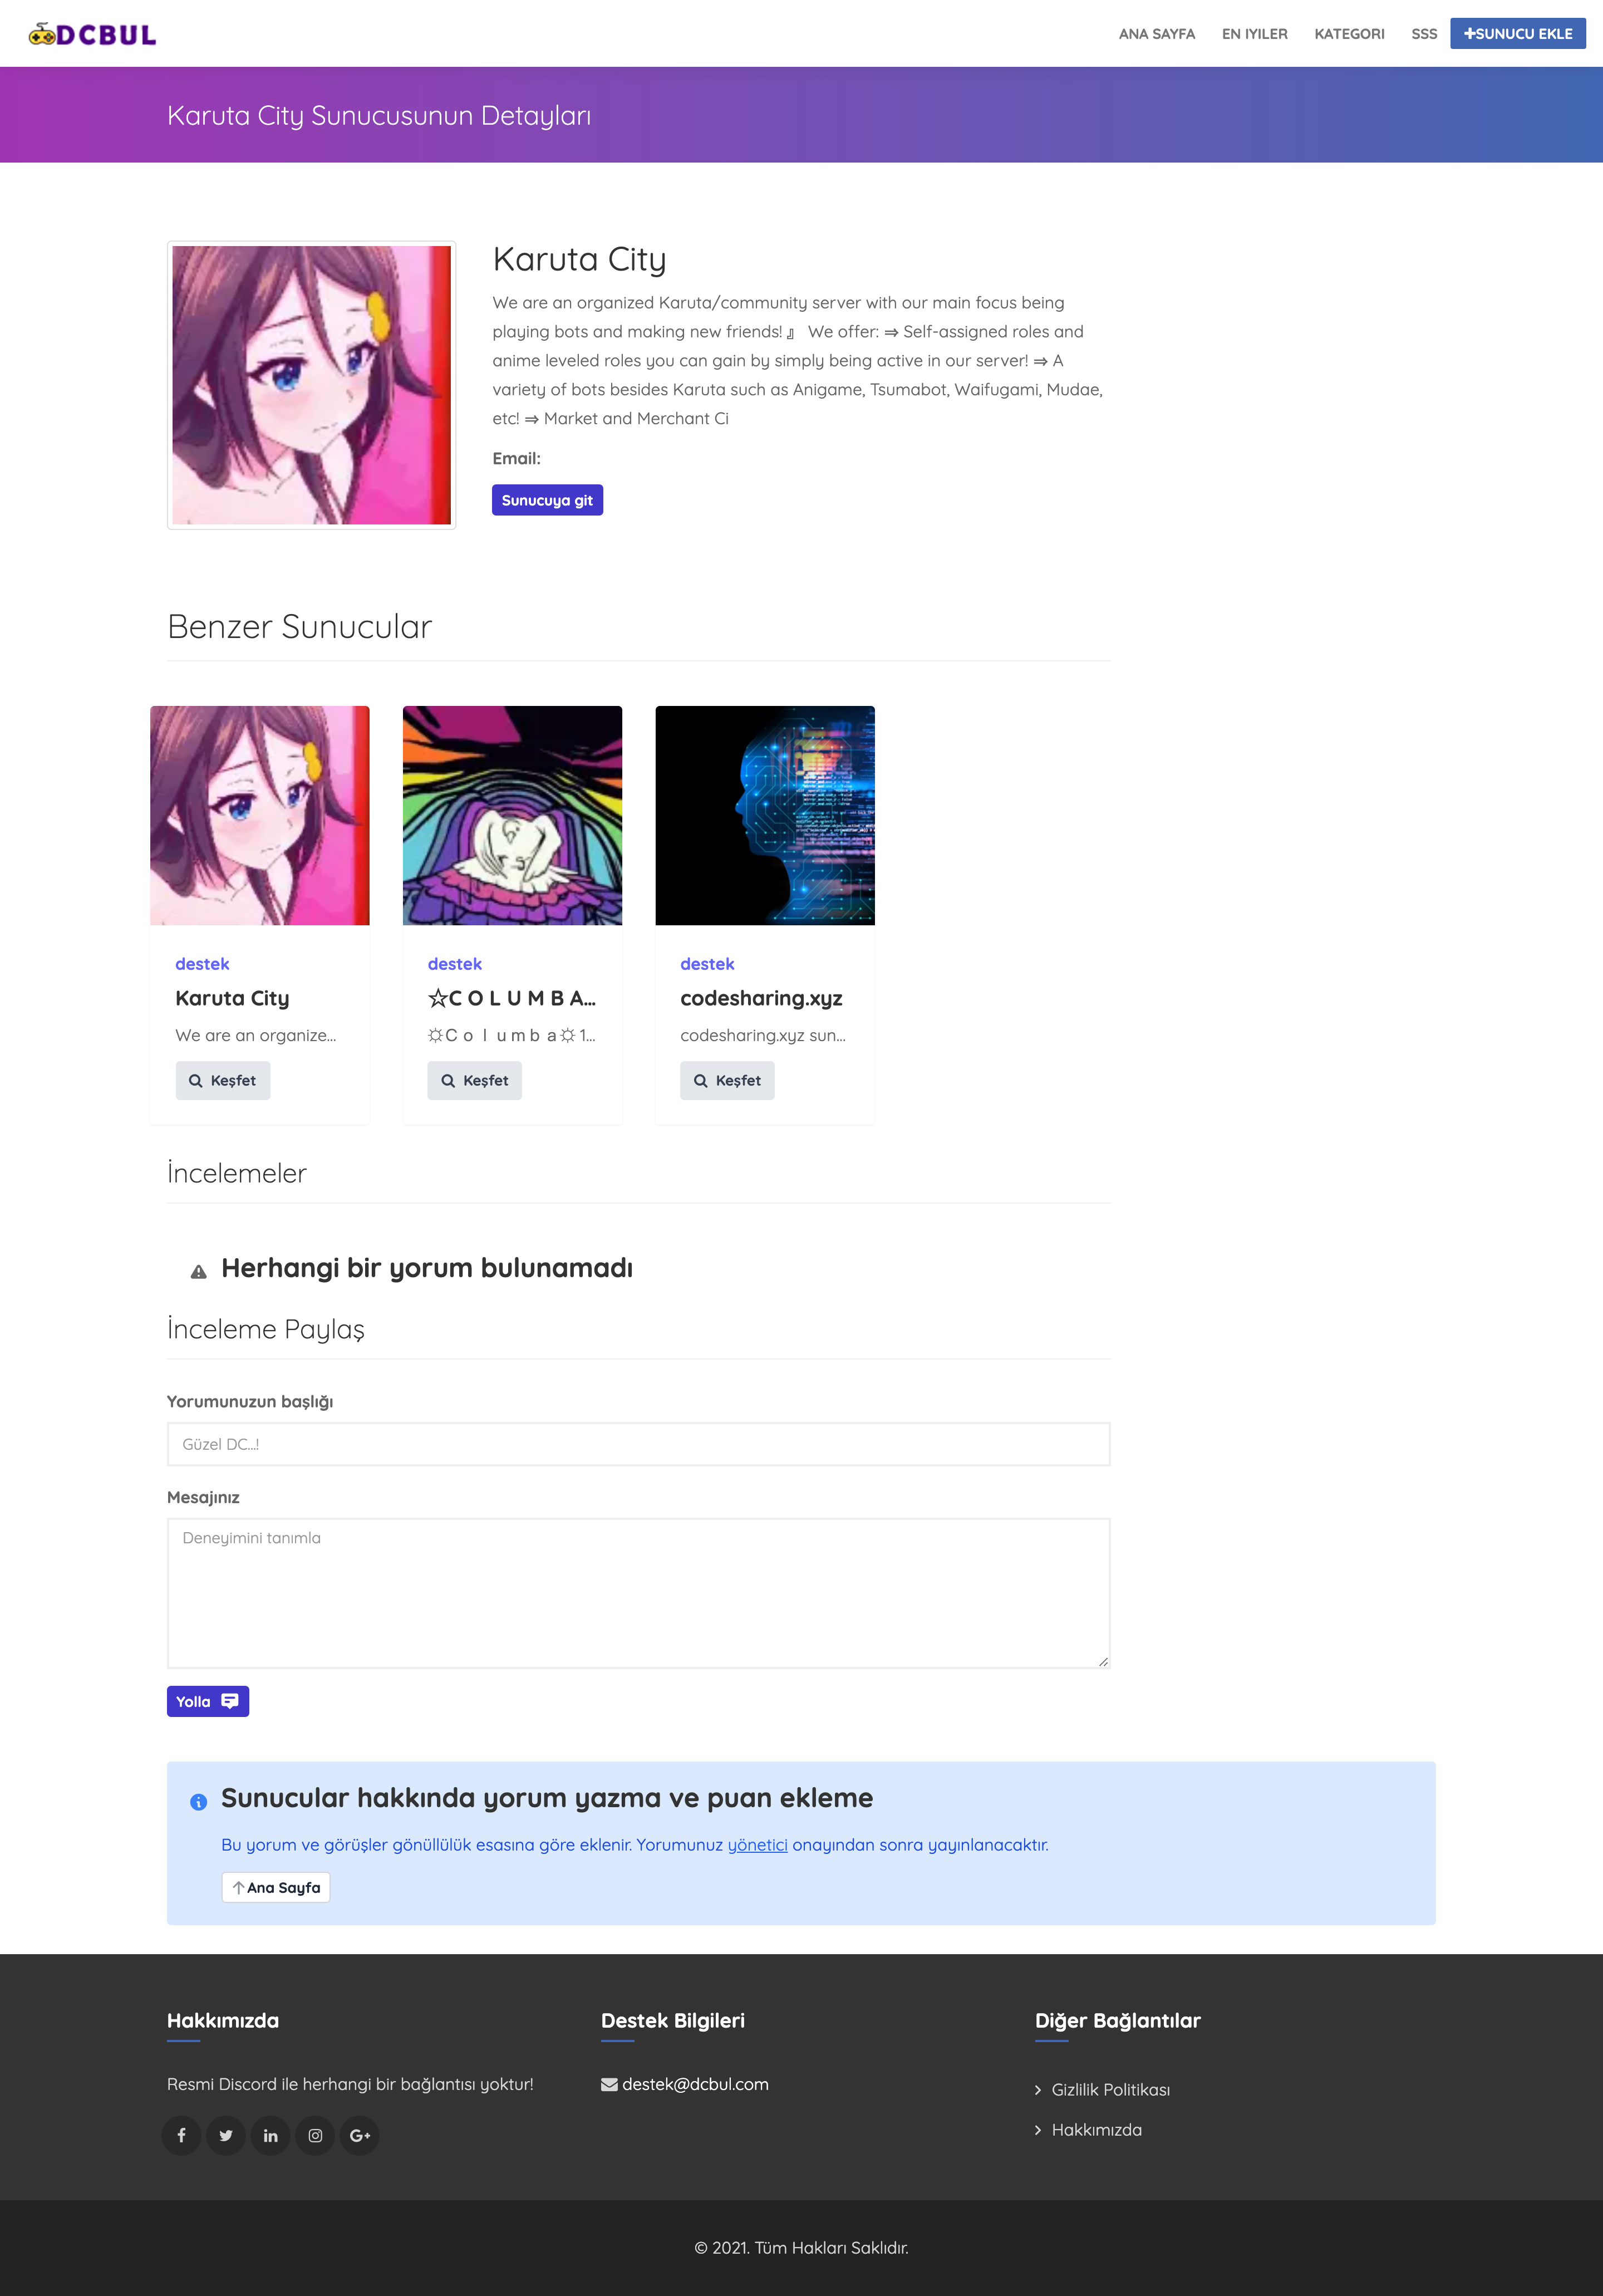 DCBUL
ANA SAYFA
EN IYILER
KATEGORI
SSS
SUNUCU EKLE
Karuta City Sunucusunun Detayları
Karuta City
We are an organized Karuta/community server with our main focus being
playing bots and making new friends! 』 We offer: ⇒ Self-assigned roles and
anime leveled roles you can gain by simply being active in our server! ⇒ A
variety of bots besides Karuta such as Anigame, Tsumabot, Waifugami, Mudae,
etc! ⇒ Market and Merchant Ci
Email:
Sunucuya git
Benzer Sunucular
destek
Karuta City
We are an organize...
Keşfet
destek
☆C O L U M B A...
Keşfet
destek
codesharing.xyz
codesharing.xyz sun...
Keşfet
☼C o l u m b a☼ 1...
İncelemeler
Herhangi bir yorum bulunamadı
İnceleme Paylaş
Yorumunuzun başlığı
Güzel DC...!
Mesajınız
Deneyimini tanımla
Yolla
Sunucular hakkında yorum yazma ve puan ekleme
Bu yorum ve görüşler gönüllülük esasına göre eklenir. Yorumunuz yönetici onayından sonra yayınlanacaktır.
Ana Sayfa
Hakkımızda
Resmi Discord ile herhangi bir bağlantısı yoktur!
Destek Bilgileri
destek@dcbul.com
Diğer Bağlantılar
Gizlilik Politikası
Hakkımızda
© 2021. Tüm Hakları Saklıdır.